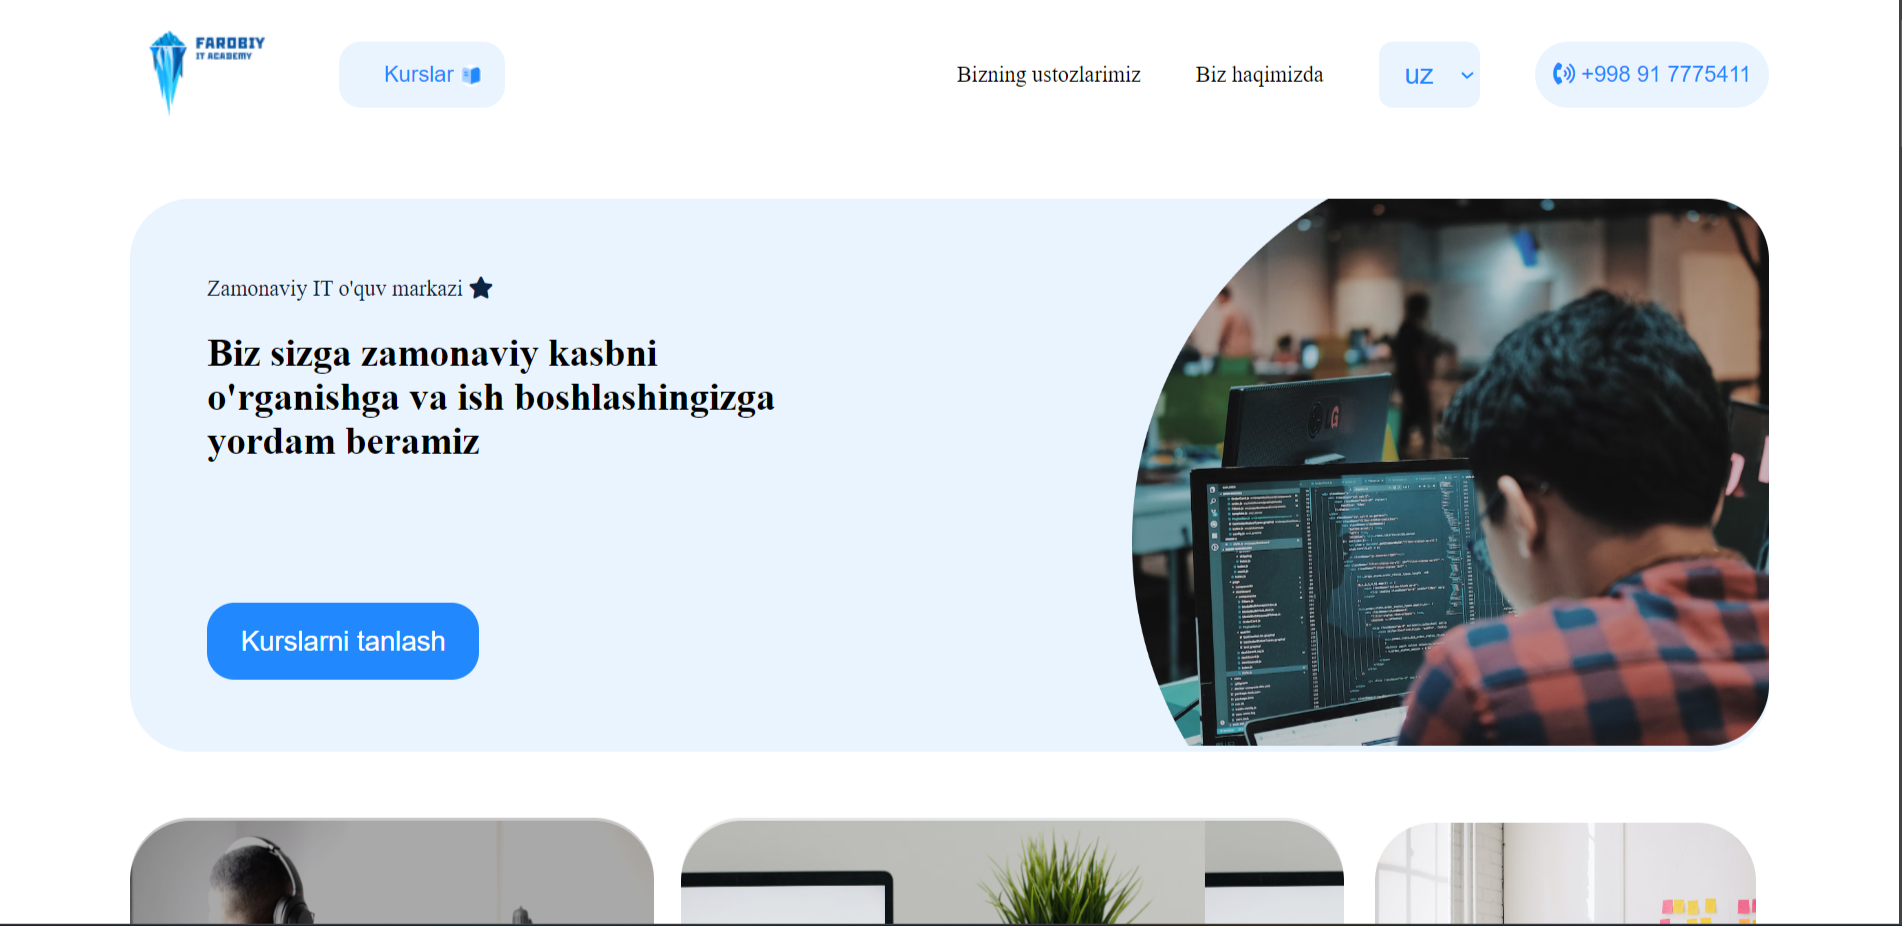 FAROBIY
IT ACADEMY
Kurslar
Bizning ustozlarimiz
Biz haqimizda
uz
+998 91 7775411
Zamonaviy IT o'quv markazi
Biz sizga zamonaviy kasbni
o'rganishga va ish boshlashingizga
yordam beramiz
Kurslarni tanlash